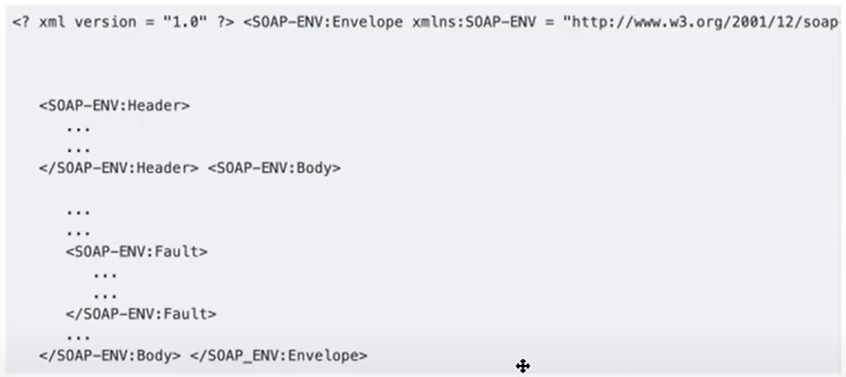 <? xml version = "1.0" ?> <SOAP-ENV:Envelope xmlns:SOAP-ENV = "http://www.w3.org/2001/12/soap-
<SOAP-ENV:Header>
...
...
</SOAP-ENV:Header> <SOAP-ENV:Body>
...
...
<SOAP-ENV:Fault>
...
...
</SOAP-ENV:Fault>
...
</SOAP-ENV:Body> </SOAP_ENV:Envelope>